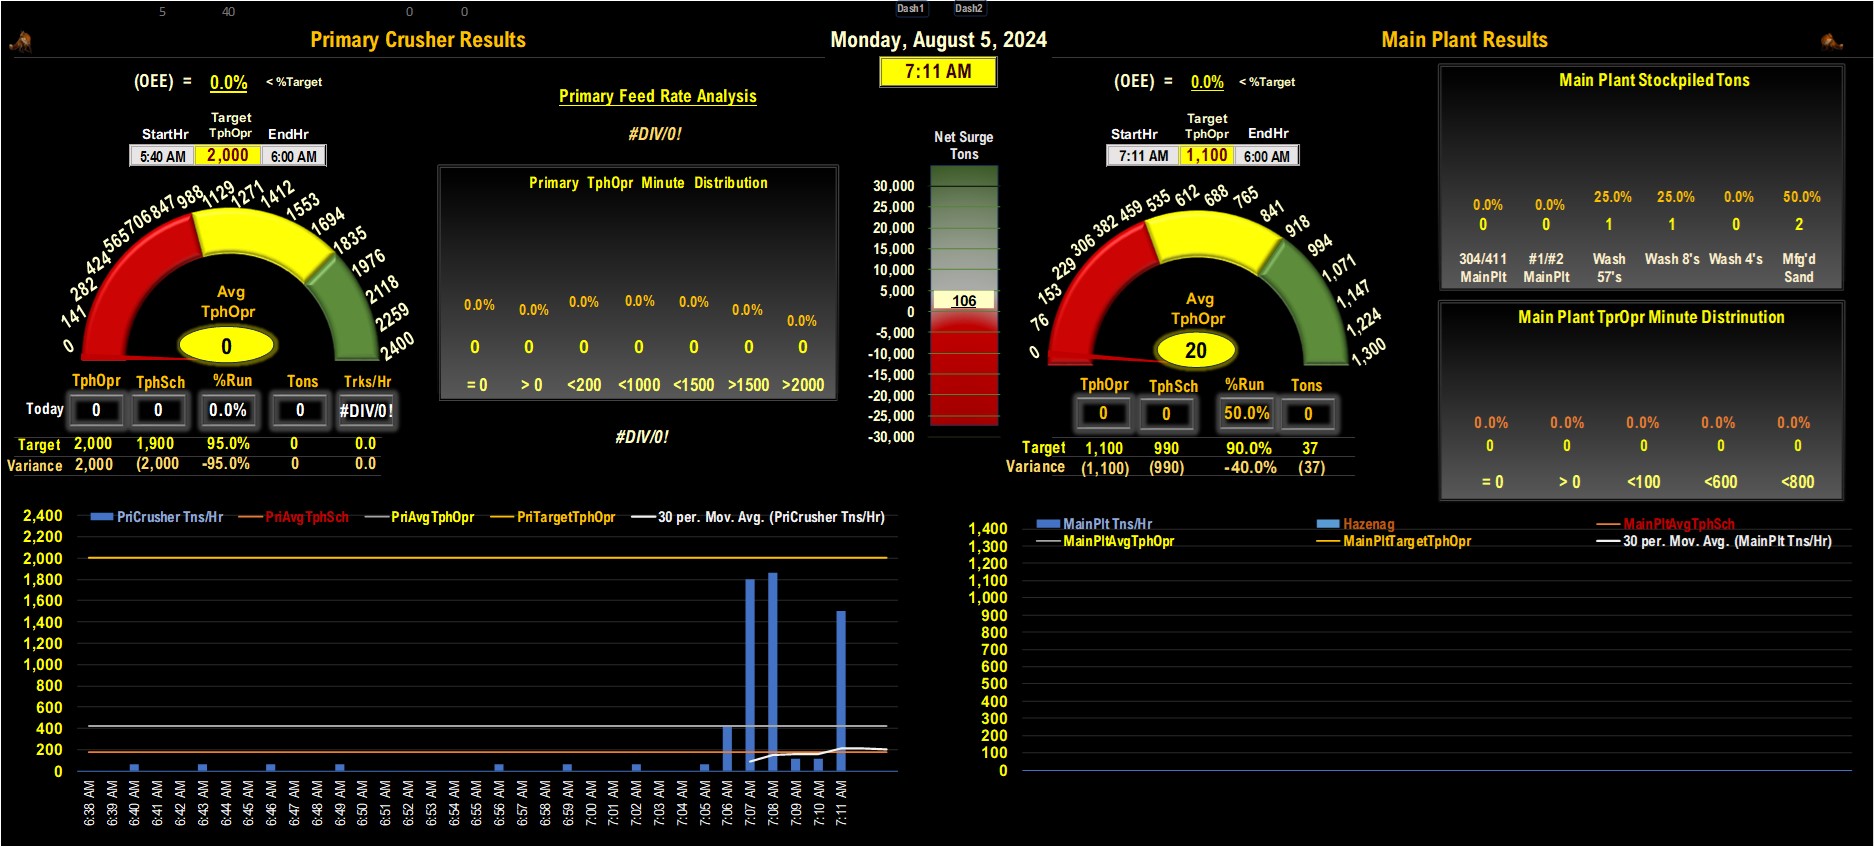 5 40 0 0 Dash1 Dash2
Primary Crusher Results
Monday, August 5, 2024
Main Plant Results
7:11 AM
(OEE) = 0.0% < %Target
Primary Feed Rate Analysis
#DIV/0!
Target
StartHr TphOpr EndHr
5:40 AM 2,000 6:00 AM
0
141
282
424
565
706
847
988
1129
1271
1412
1553
1694
1835
1976
2118
2259
2400
Avg
TphOpr
0
TphOpr TphSch %Run Tons Trks/Hr
Today 0 0 0.0% 0 #DIV/0!
Target 2,000 1,900 95.0% 0 0.0
Variance 2,000 (2,000 -95.0% 0 0.0
Primary TphOpr Minute Distribution
0.0% 0.0% 0.0% 0.0% 0.0% 0.0% 0.0%
0 0 0 0 0 0 0
= 0 > 0 <200 <1000 <1500 >1500 >2000
#DIV/0!
Net Surge
Tons
30,000
25,000
20,000
15,000
10,000
5,000
106
0
-5,000
-10,000
-15,000
-20,000
-25,000
-30,000
(OEE) = 0.0% < %Target
Target
StartHr TphOpr EndHr
7:11 AM 1,100 6:00 AM
0
76
153
229
306
382
459
535
612
688
765
841
918
994
1,071
1,147
1,224
1,300
Avg
TphOpr
20
TphOpr TphSch %Run Tons
0 0 50.0% 0
Target 1,100 990 90.0% 37
Variance (1,100) (990) -40.0% (37)
Main Plant Stockpiled Tons
0.0% 0.0% 25.0% 25.0% 0.0% 50.0%
0 0 1 1 0 2
304/411 #1/#2 Wash Wash 8's Wash 4's Mfg'd
MainPlt MainPlt 57's Sand
Main Plant TprOpr Minute Distrinution
0.0% 0.0% 0.0% 0.0% 0.0%
0 0 0 0 0
= 0 > 0 <100 <600 <800
PriCrusher Tns/Hr PriAvgTphSch PriAvgTphOpr PriTargetTphOpr 30 per. Mov. Avg. (PriCrusher Tns/Hr)
2,400
2,200
2,000
1,800
1,600
1,400
1,200
1,000
800
600
400
200
0
6:38 AM
6:39 AM
6:40 AM
6:41 AM
6:42 AM
6:43 AM
6:44 AM
6:45 AM
6:46 AM
6:47 AM
6:48 AM
6:49 AM
6:50 AM
6:51 AM
6:52 AM
6:53 AM
6:54 AM
6:55 AM
6:56 AM
6:57 AM
6:58 AM
6:59 AM
7:00 AM
7:01 AM
7:02 AM
7:03 AM
7:04 AM
7:05 AM
7:06 AM
7:07 AM
7:08 AM
7:09 AM
7:10 AM
7:11 AM
MainPlt Tns/Hr Hazenag MainPltAvgTphSch
MainPltAvgTphOpr MainPltTargetTphOpr 30 per. Mov. Avg. (MainPlt Tns/Hr)
1,400
1,300
1,200
1,100
1,000
900
800
700
600
500
400
300
200
100
0